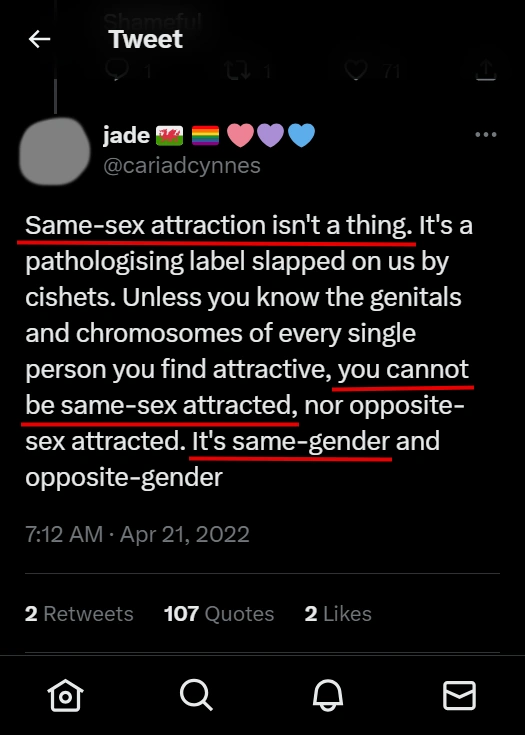 Shameful
Tweet
1 1 71
jade 🏴󠁧󠁢󠁷󠁬󠁳󠁿 🏳️‍🌈 🩷💜🩵
@cariadcynnes
Same-sex attraction isn't a thing. It's a
pathologising label slapped on us by
cishets. Unless you know the genitals
and chromosomes of every single
person you find attractive, you cannot
be same-sex attracted, nor opposite-
sex attracted. It's same-gender and
opposite-gender
7:12 AM · Apr 21, 2022
2 Retweets 107 Quotes 2 Likes